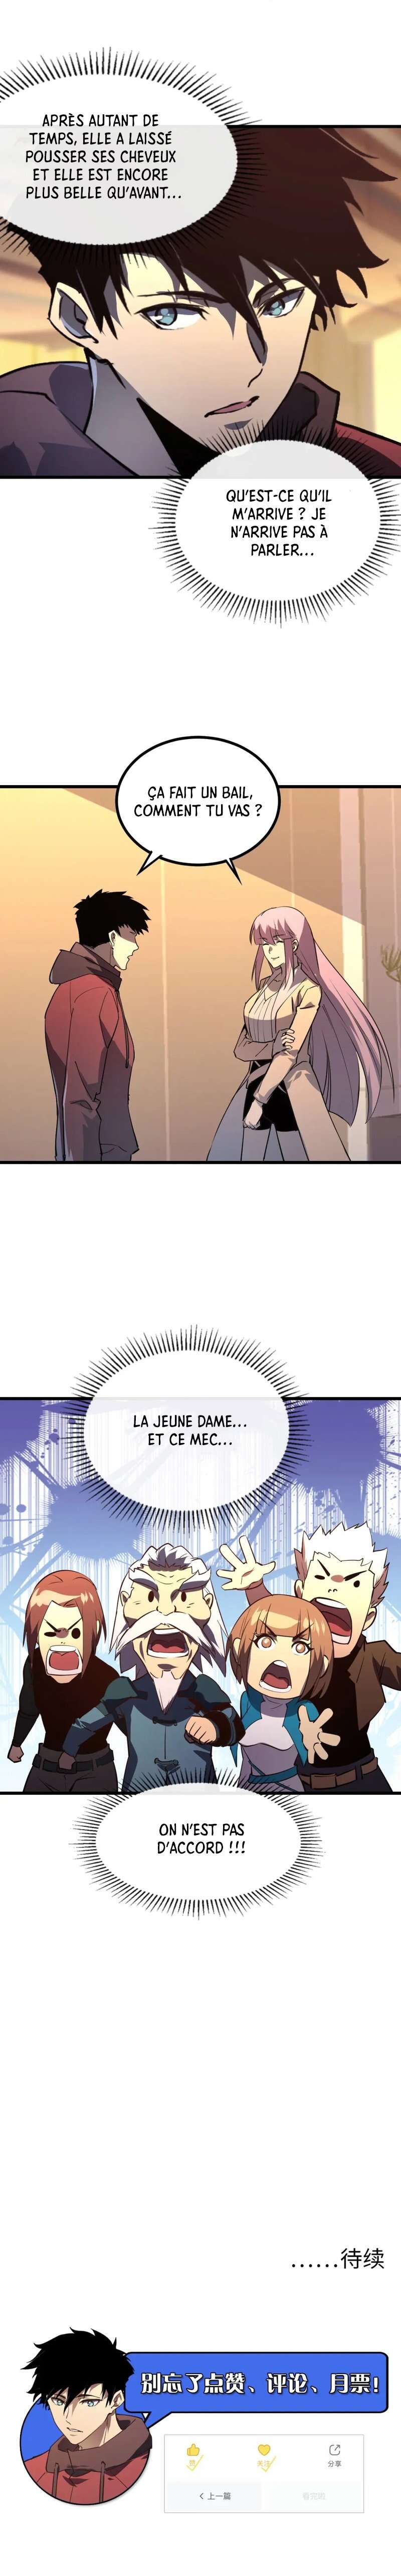 APRÈS AUTANT DE
TEMPS, ELLE A LAISSÉ
POUSSER SES CHEVEUX
ET ELLE EST ENCORE
PLUS BELLE QU'AVANT...
QU'EST-CE QU'IL
M'ARRIVE ? JE
N'ARRIVE PAS À
PARLER...
ÇA FAIT UN BAIL,
COMMENT TU VAS ?
LA JEUNE DAME...
ET CE MEC...
ON N'EST PAS
D'ACCORD !!!
......待续
别忘了点赞、评论、月票!
分享
上一篇